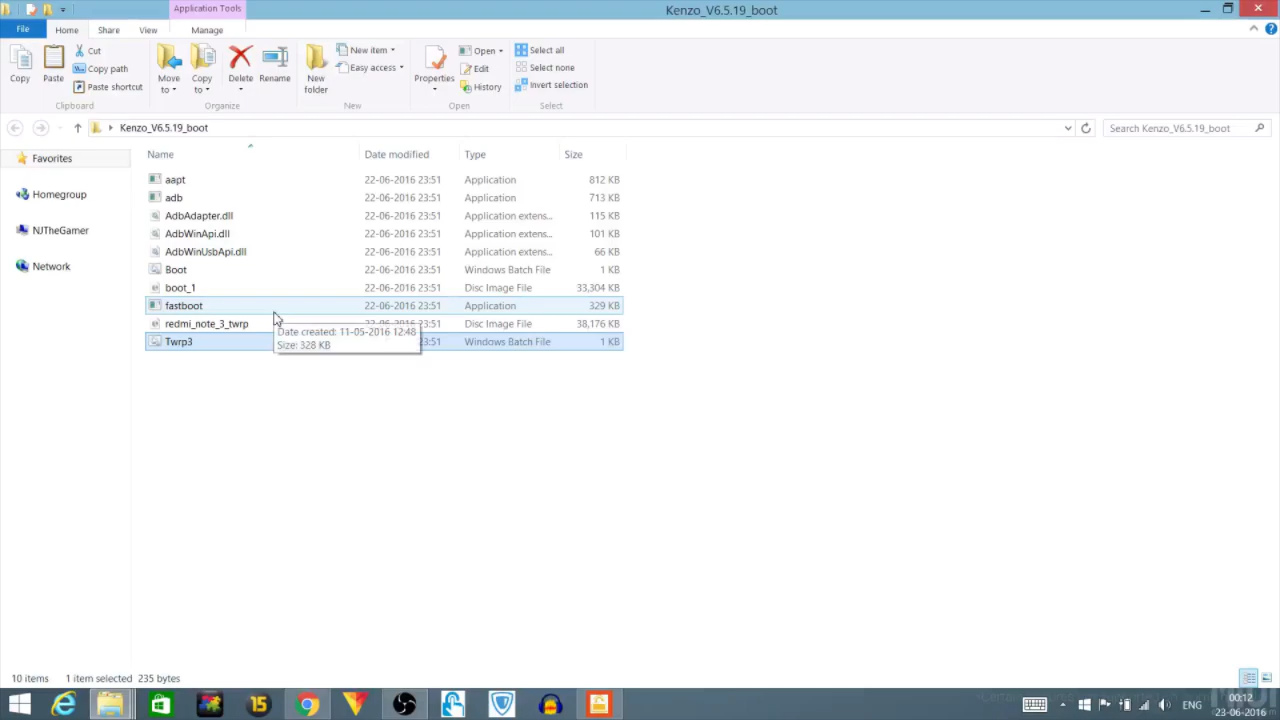 Application Tools
Kenzo_V6.5.19_boot
File Home Share View Manage
Copy Paste Cut Copy path Paste shortcut
Move to Copy to Delete Rename
New folder New item Easy access
Properties Open Edit History
Select all Select none Invert selection
Clipboard Organize New Open Select
Kenzo_V6.5.19_boot Search Kenzo_V6.5.19_boot
Favorites
Homegroup
NJTheGamer
Network
Name Date modified Type Size
aapt 22-06-2016 23:51 Application 812 KB
adb 22-06-2016 23:51 Application 713 KB
AdbAdapter.dll 22-06-2016 23:51 Application extens... 115 KB
AdbWinApi.dll 22-06-2016 23:51 Application extens... 101 KB
AdbWinUsbApi.dll 22-06-2016 23:51 Application extens... 66 KB
Boot 22-06-2016 23:51 Windows Batch File 1 KB
boot_1 22-06-2016 23:51 Disc Image File 33,304 KB
fastboot 22-06-2016 23:51 Application 329 KB
redmi_note_3_twrp 22-06-2016 23:51 Disc Image File 38,176 KB
Date created: 11-05-2016 12:48
Twrp3 23:51 Windows Batch File 1 KB
Size: 328 KB
10 items 1 item selected 235 bytes
15
ENG
00:12
23-06-2016